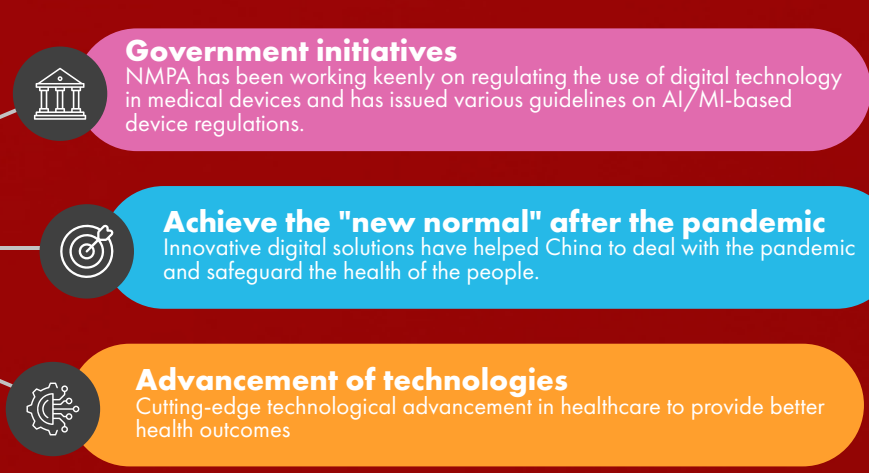 Government initiatives
NMPA has been working keenly on regulating the use of digital technology
in medical devices and has issued various guidelines on AI/Ml-based
device regulations.
Achieve the "new normal" after the pandemic
Innovative digital solutions have helped China to deal with the pandemic
and safeguard the health of the people.
Advancement of technologies
Cutting-edge technological advancement in healthcare to provide better
health outcomes